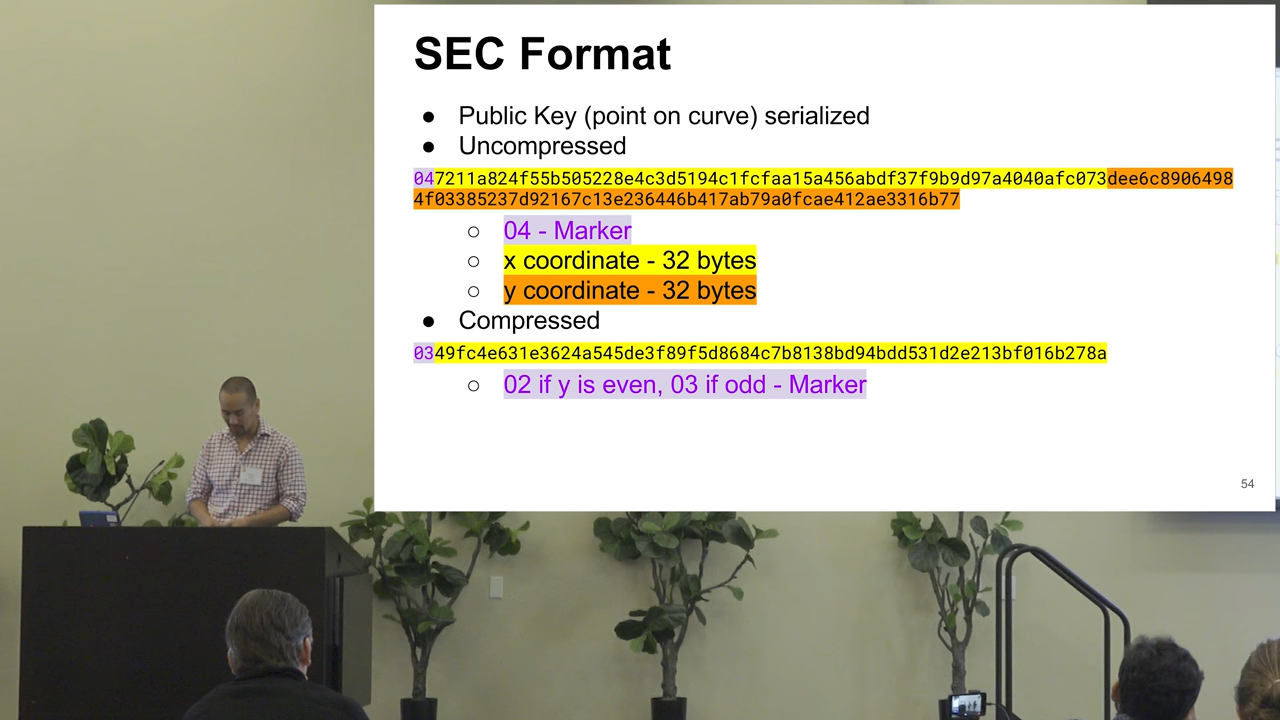 SEC Format
● Public Key (point on curve) serialized
● Uncompressed
047211a824f55b505228e4c3d5194c1fcfaa15a456abdf37f9b9d97a4040afc073dee6c8906498
4f03385237d92167c13e236446b417ab79a0fcae412ae3316b77
○ 04 - Marker
○ x coordinate - 32 bytes
○ y coordinate - 32 bytes
● Compressed
0349fc4e631e3624a545de3f89f5d8684c7b8138bd94bdd531d2e213bf016b278a
○ 02 if y is even, 03 if odd - Marker
54